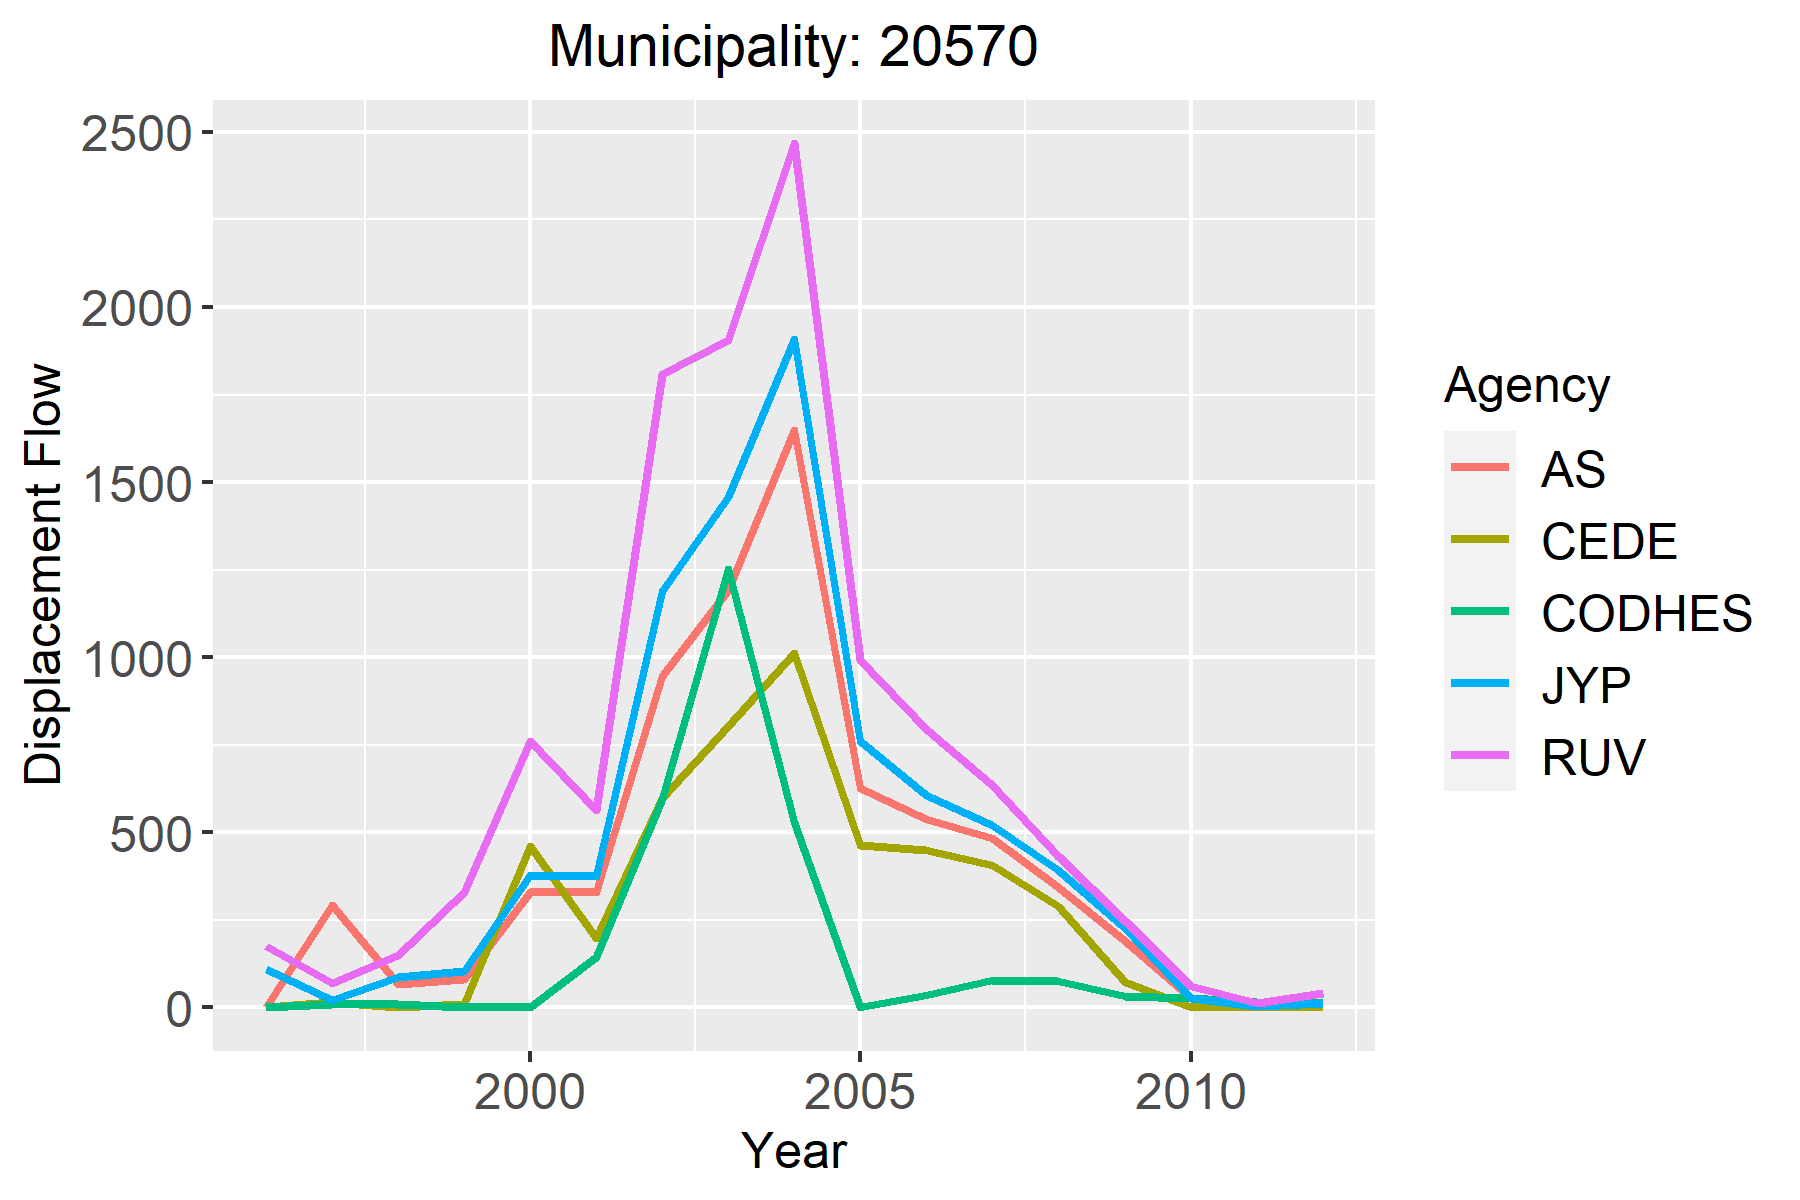 Municipality: 20570
2500
2000
1500
1000
500
0
Displacement Flow
2000 2005 2010
Year
Agency
AS
CEDE
CODHES
JYP
RUV